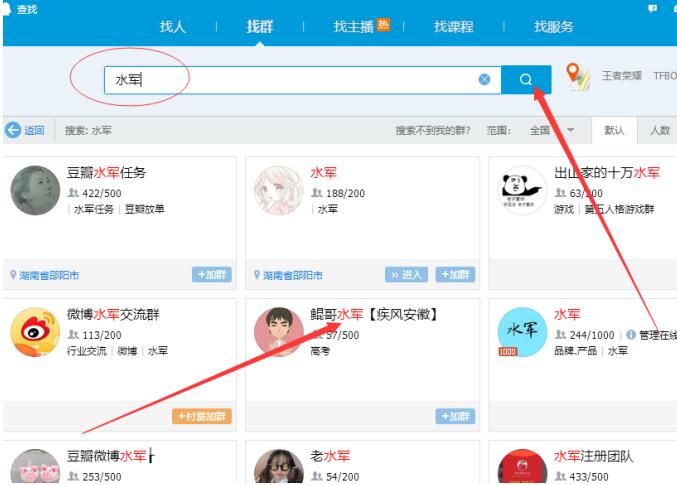 查找
找人 找群 找主播 热 找课程 找服务
水军
王者荣耀 TFBO
返回 搜索: 水军 搜索不到我的群? 范围: 全国 默认 人数
豆瓣水军任务
422/500
水军任务 | 豆瓣放单
湖南省邵阳市 +加群
水军
188/200
水军
湖南省邵阳市 » 进入 +加群
出山家的十万水军
63/200
游戏 | 第五人格游戏群
微博水军交流群
113/200
行业交流 | 微博 | 水军
+付费加群
鲲哥水军【疾风安徽】
57/500
高考
+加群
水军
1000
水军
244/1000 | 管理在线
品牌.产品 | 水军
豆瓣微博水军
253/500
老水军
54/200
水军注册团队
433/500